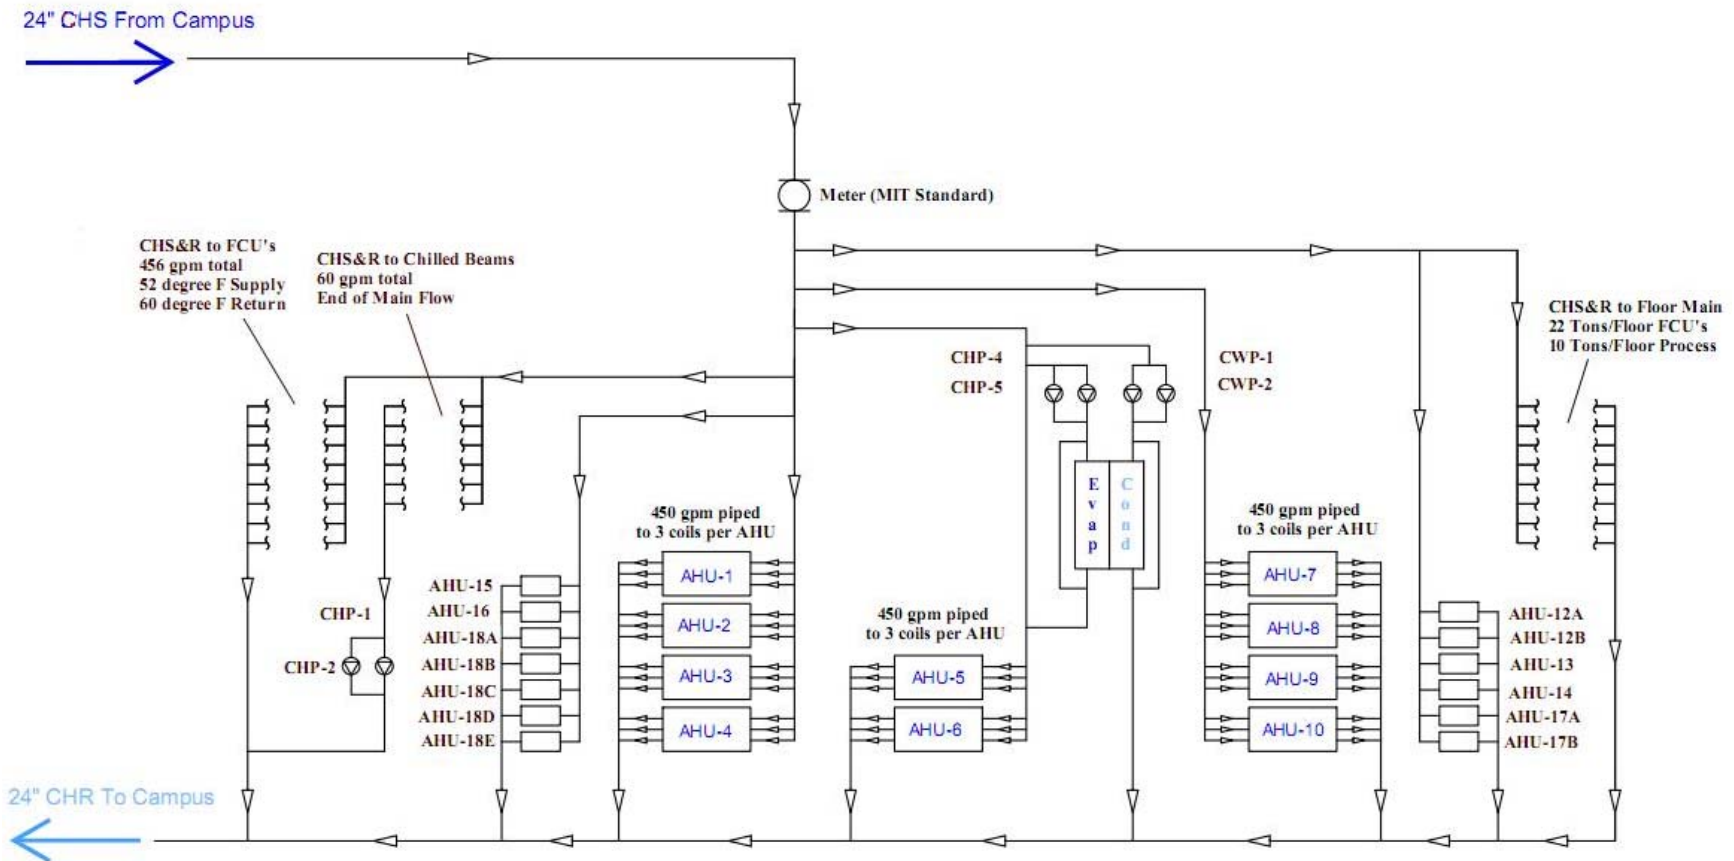 24" CHS From Campus
Meter (MIT Standard)
CHS&R to FCU's
456 gpm total
52 degree F Supply
60 degree F Return
CHS&R to Chilled Beams
60 gpm total
End of Main Flow
CHS&R to Floor Main
22 Tons/Floor FCU's
10 Tons/Floor Process
CHP-4
CHP-5
CWP-1
CWP-2
Evap
Cond
450 gpm piped
to 3 coils per AHU
AHU-1
AHU-2
AHU-3
AHU-4
450 gpm piped
to 3 coils per AHU
AHU-5
AHU-6
450 gpm piped
to 3 coils per AHU
AHU-7
AHU-8
AHU-9
AHU-10
CHP-1
CHP-2
AHU-15
AHU-16
AHU-18A
AHU-18B
AHU-18C
AHU-18D
AHU-18E
AHU-12A
AHU-12B
AHU-13
AHU-14
AHU-17A
AHU-17B
24" CHR To Campus